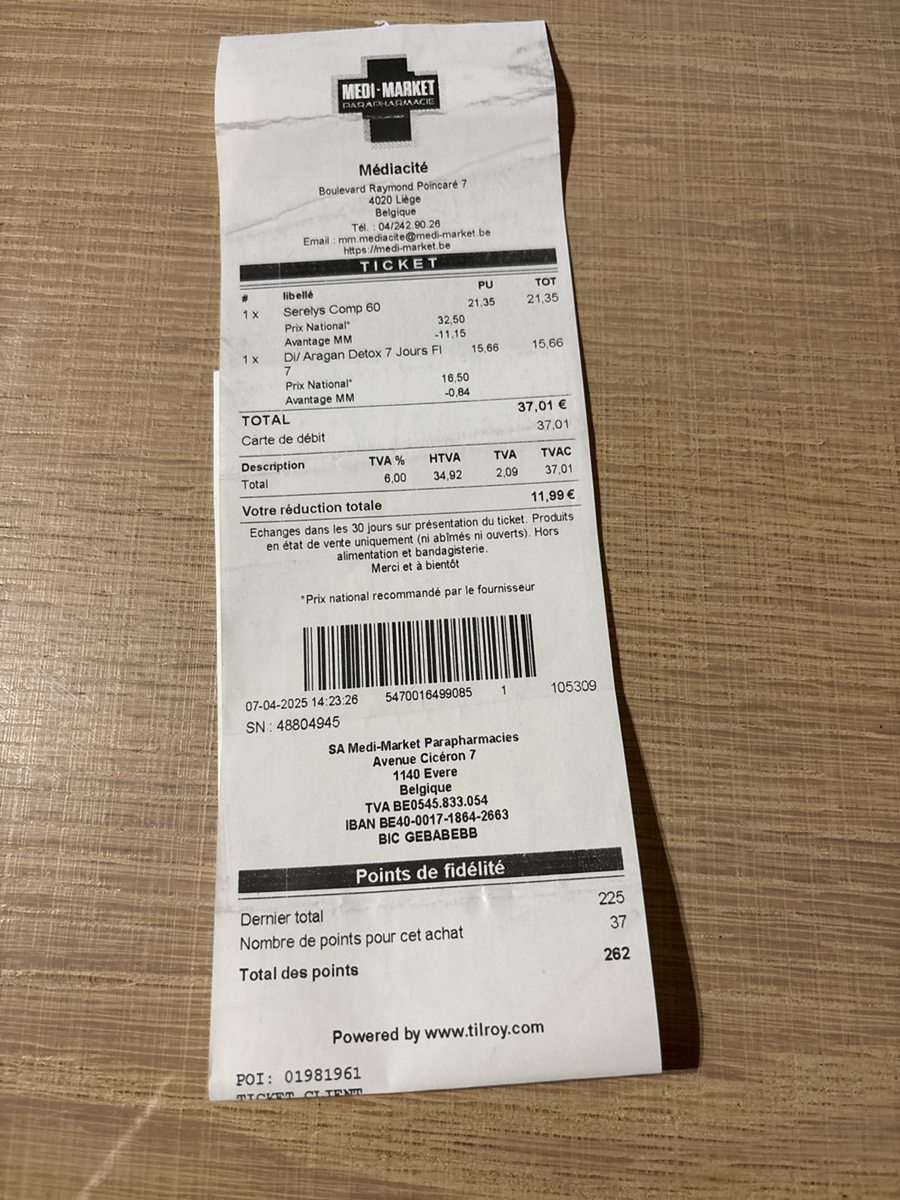 MEDI-MARKET
PARAPHARMACIE
Médiacité
Boulevard Raymond Poincaré 7
4020 Liège
Belgique
Tél. : 04/242.90.26
Email : mm.mediacite@medi-market.be
https://medi-market.be
TICKET
# libellé PU TOT
1 x Serelys Comp 60 21,35 21,35
Prix National* 32,50
Avantage MM -11,15
1 x Di/ Aragan Detox 7 Jours Fl 15,66 15,66
7
Prix National* 16,50
Avantage MM -0,84
TOTAL 37,01 €
Carte de débit 37,01
Description TVA % HTVA TVA TVAC
Total 6,00 34,92 2,09 37,01
Votre réduction totale 11,99 €
Echanges dans les 30 jours sur présentation du ticket. Produits
en état de vente uniquement (ni abîmés ni ouverts). Hors
alimentation et bandagisterie.
Merci et à bientôt
*Prix national recommandé par le fournisseur
07-04-2025 14:23:26 5470016499085 1 105309
SN : 48804945
SA Medi-Market Parapharmacies
Avenue Cicéron 7
1140 Evere
Belgique
TVA BE0545.833.054
IBAN BE40-0017-1864-2663
BIC GEBABEBB
Points de fidélité
Dernier total 225
Nombre de points pour cet achat 37
Total des points 262
Powered by www.tilroy.com
POI: 01981961
TICKET CLIENT